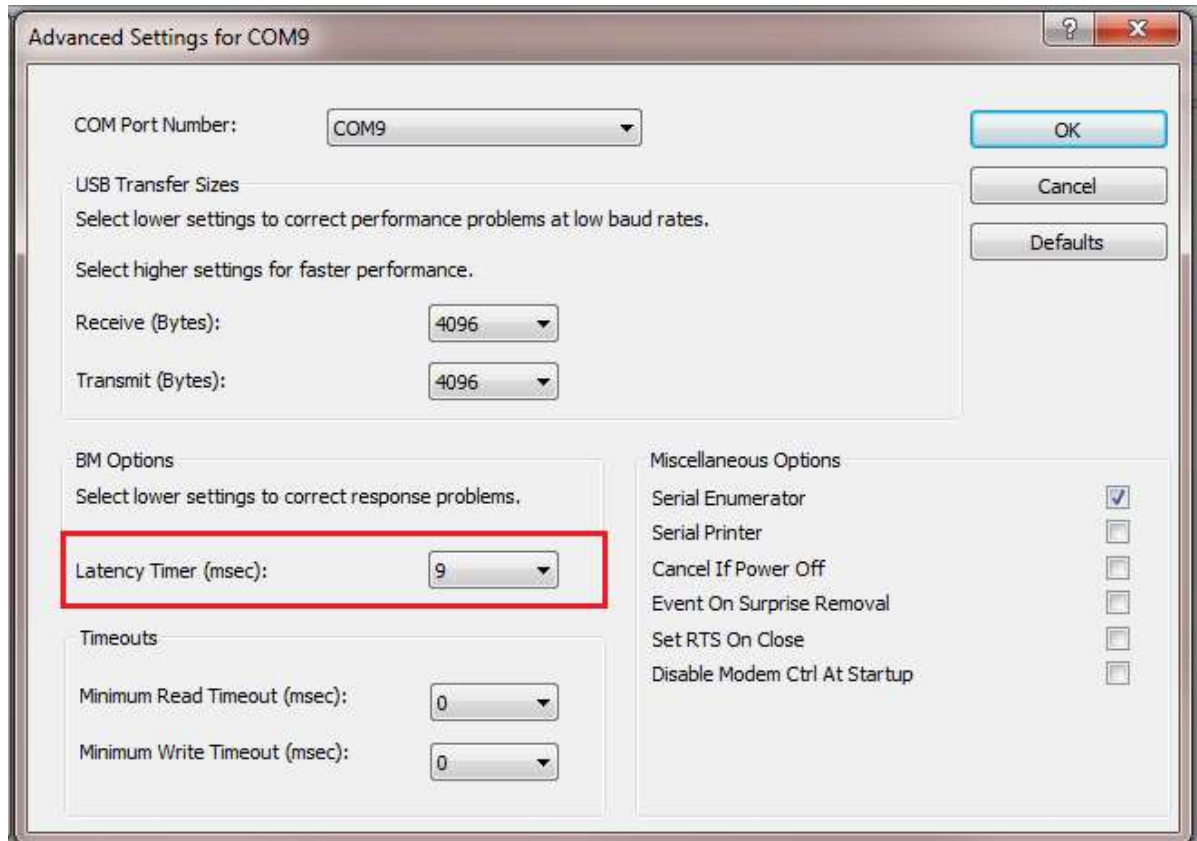 Advanced Settings for COM9
COM Port Number: COM9
OK
USB Transfer Sizes
Cancel
Select lower settings to correct performance problems at low baud rates.
Defaults
Select higher settings for faster performance.
Receive (Bytes): 4096
Transmit (Bytes): 4096
BM Options
Select lower settings to correct response problems.
Latency Timer (msec): 9
Timeouts
Minimum Read Timeout (msec): 0
Minimum Write Timeout (msec): 0
Miscellaneous Options
Serial Enumerator
Serial Printer
Cancel If Power Off
Event On Surprise Removal
Set RTS On Close
Disable Modem Ctrl At Startup